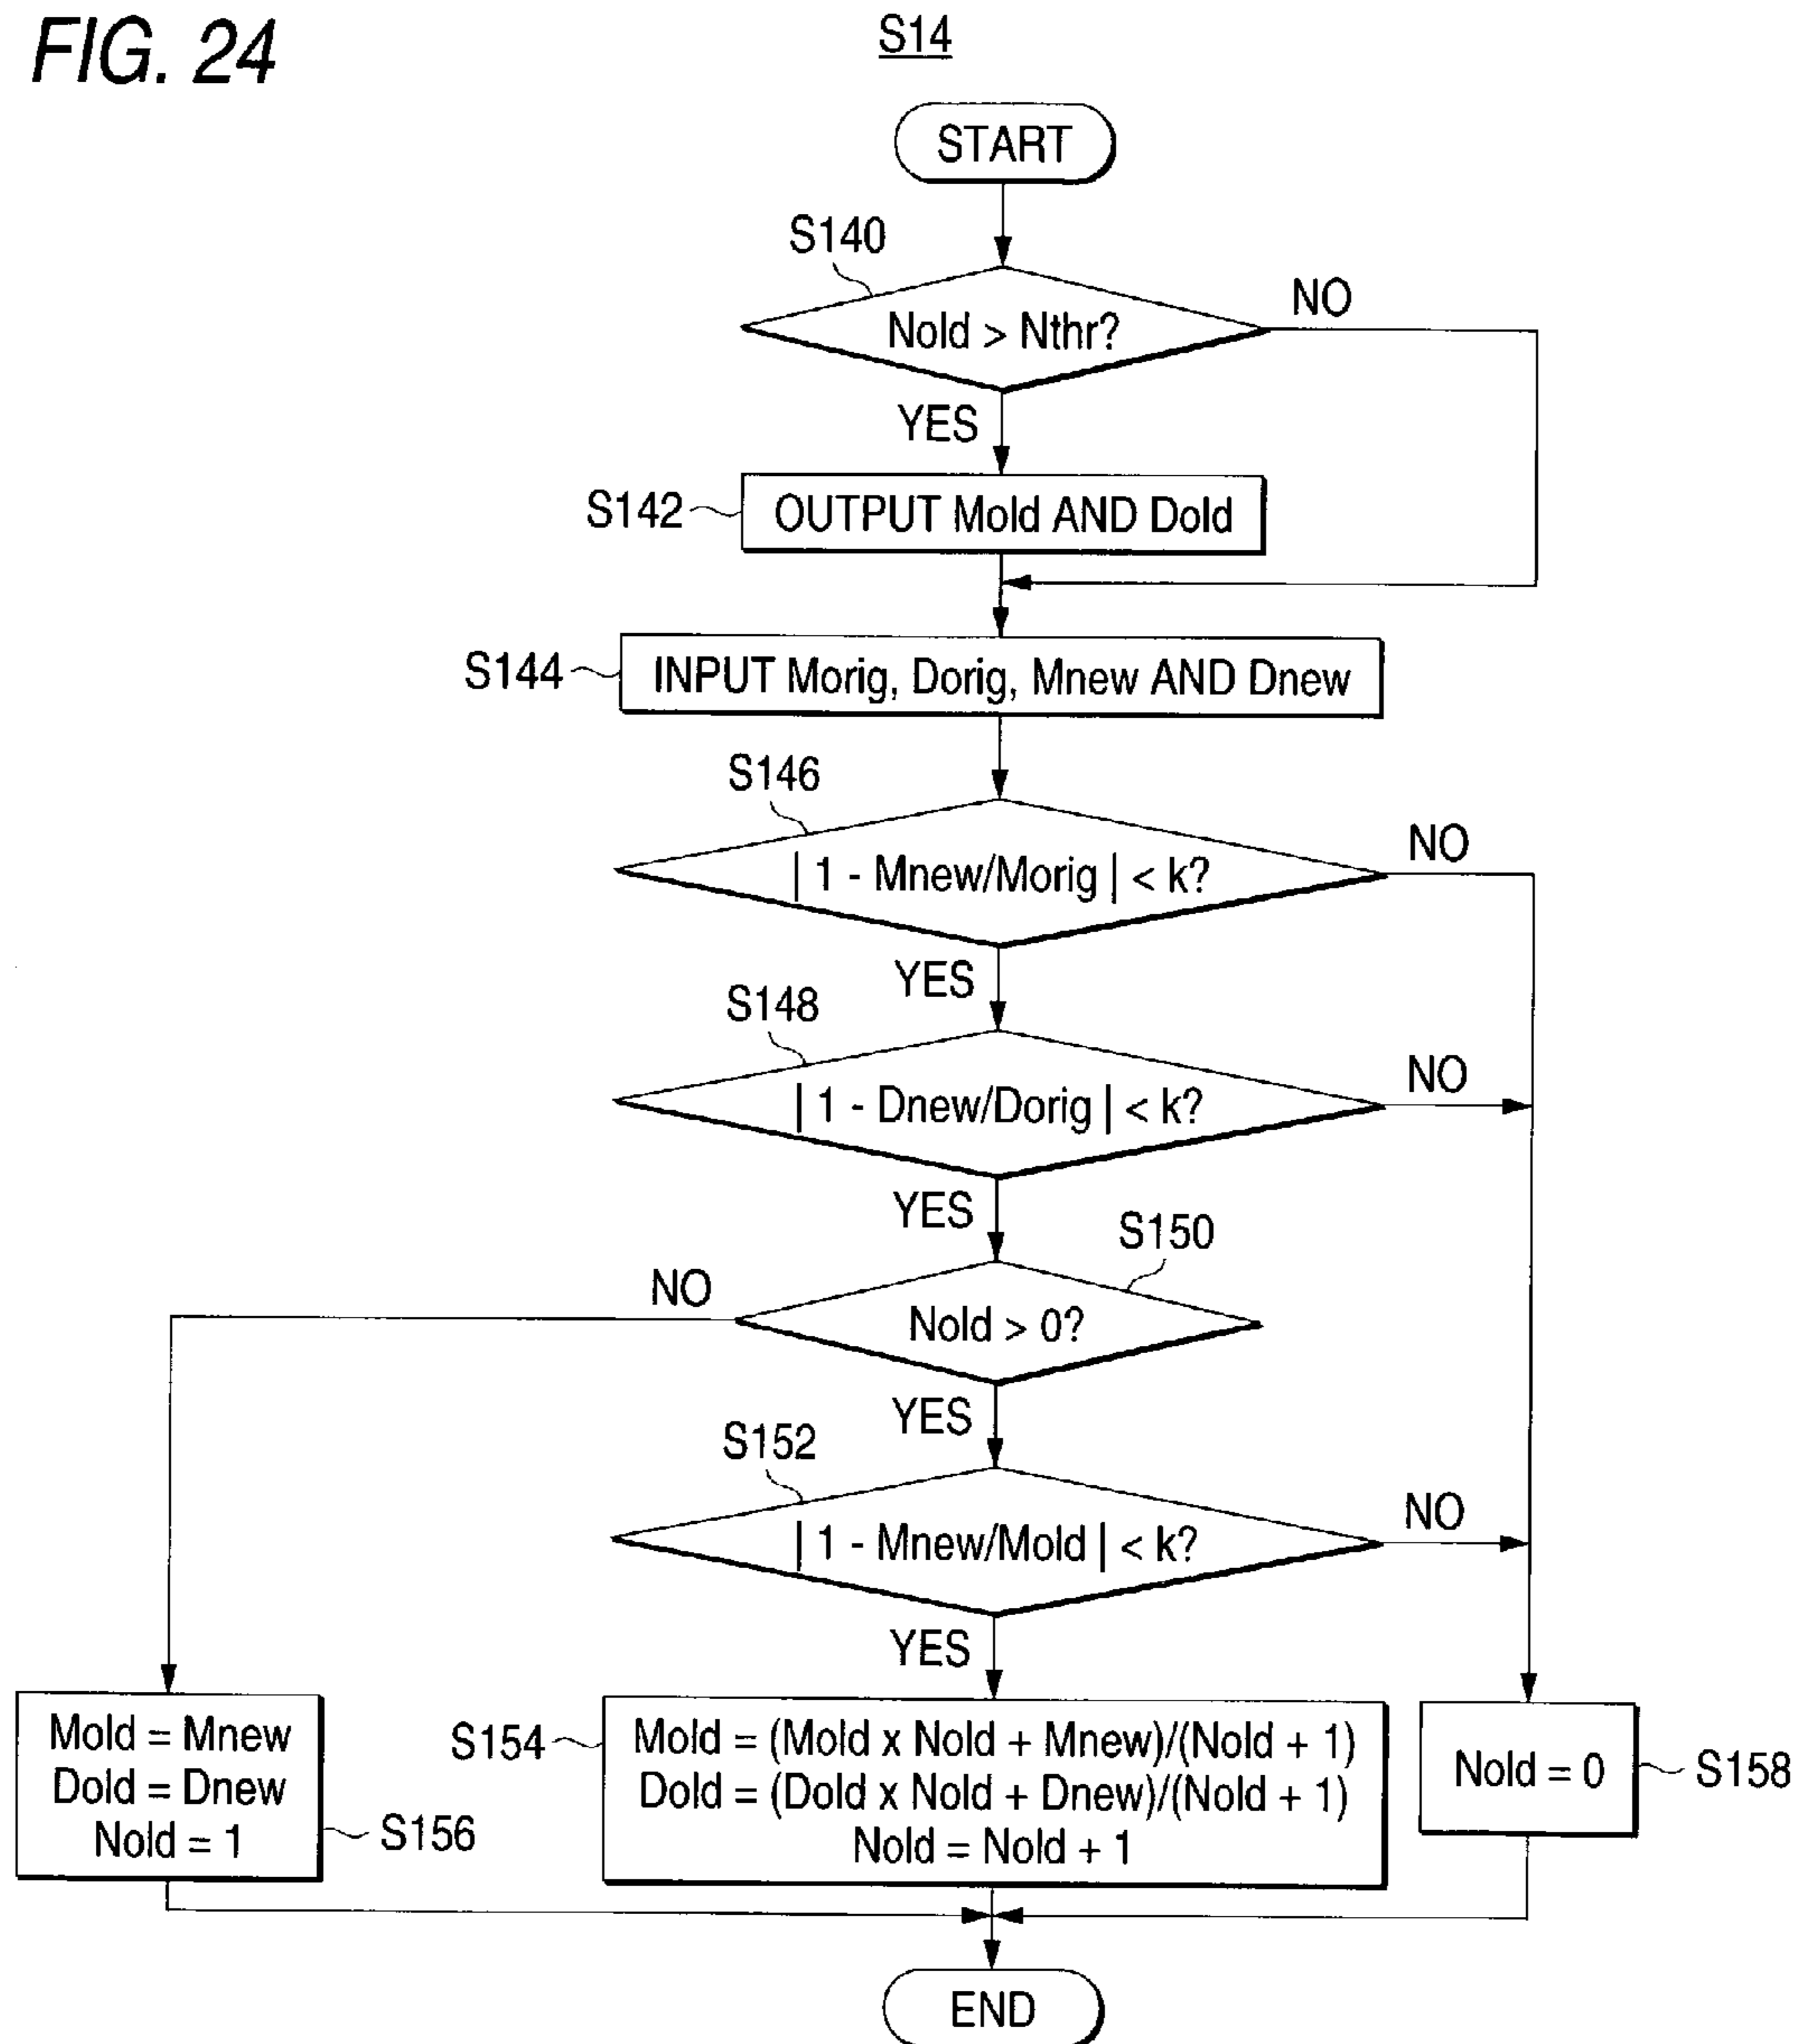 FIG. 24
S14
START
S140
Nold > Nthr?
NO
YES
S142
OUTPUT Mold AND Dold
S144
INPUT Morig, Dorig, Mnew AND Dnew
S146
| 1 - Mnew/Morig | < k?
NO
YES
S148
| 1 - Dnew/Dorig | < k?
NO
YES
S150
NO
Nold > 0?
YES
S152
| 1 - Mnew/Mold | < k?
NO
YES
Mold = Mnew
Dold = Dnew
Nold = 1
S156
S154
Mold = (Mold x Nold + Mnew)/(Nold + 1)
Dold = (Dold x Nold + Dnew)/(Nold + 1)
Nold = Nold + 1
Nold = 0
S158
END